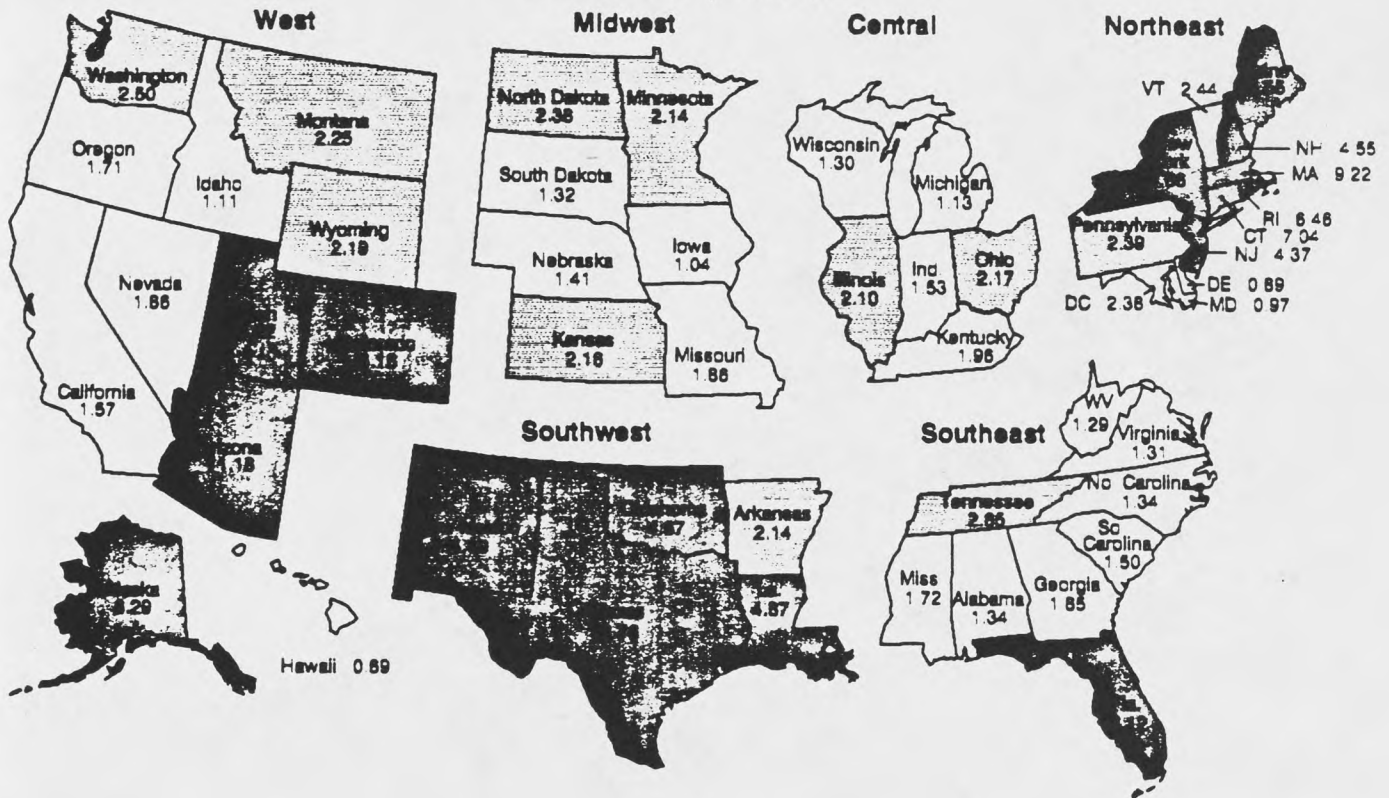 West
Washington
2.60
Montana
2.25
Oregon
1.71
Idaho
1.11
Wyoming
2.19
Nevada
1.86
California
1.57
Hawaii 0.69
Midwest
North Dakota
2.38
Minnesota
2.14
South Dakota
1.32
Nebraska
1.41
Iowa
1.04
Kansas
2.16
Missouri
1.86
Central
Wisconsin
1.30
Michigan
1.13
Illinois
2.10
Ind.
1.53
Ohio
2.17
Kentucky
1.96
Northeast
VT 2.44
NH 4.55
MA 9.22
RI 6.46
CT 7.04
NJ 4.37
DE 0.89
MD 0.97
DC 2.36
Pennsylvania
2.39
Southwest
Oklahoma
Arkansas
2.14
4.87
Southeast
WV
1.29
Virginia
1.31
No Carolina
1.34
Tennessee
2.65
So
Carolina
1.50
Miss
1.72
Alabama
1.34
Georgia
1.85